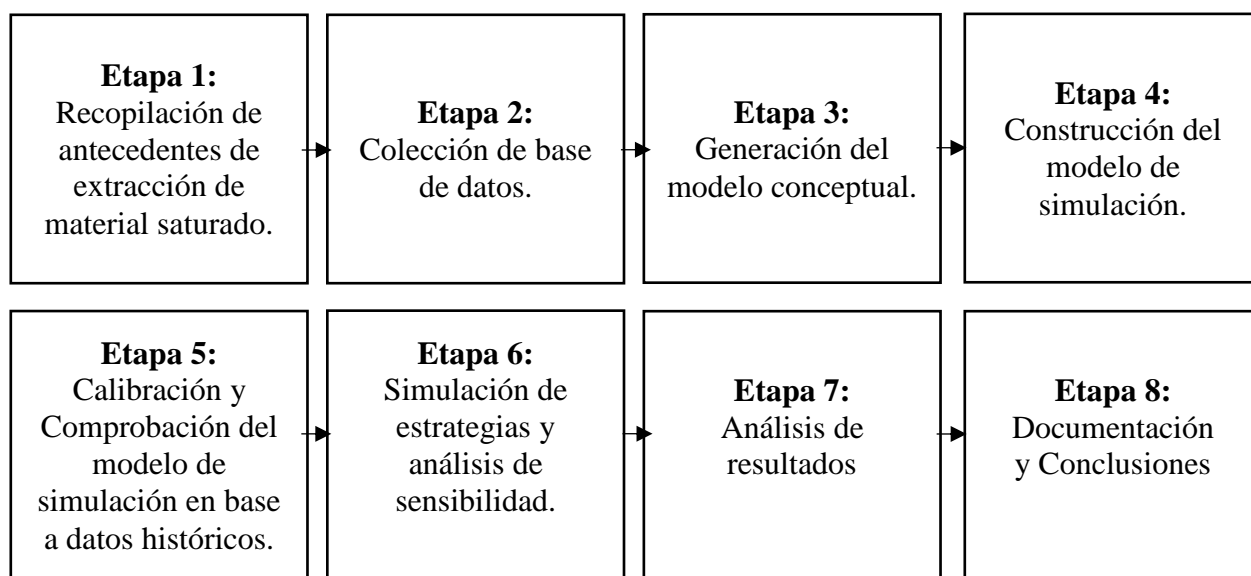 Etapa 1:
Recopilación de
antecedentes de
extracción de
material saturado.
Etapa 2:
Colección de base
de datos.
Etapa 3:
Generación del
modelo conceptual.
Etapa 4:
Construcción del
modelo de
simulación.
Etapa 5:
Calibración y
Comprobación del
modelo de
simulación en base
a datos históricos.
Etapa 6:
Simulación de
estrategias y
análisis de
sensibilidad.
Etapa 7:
Análisis de
resultados
Etapa 8:
Documentación
y Conclusiones